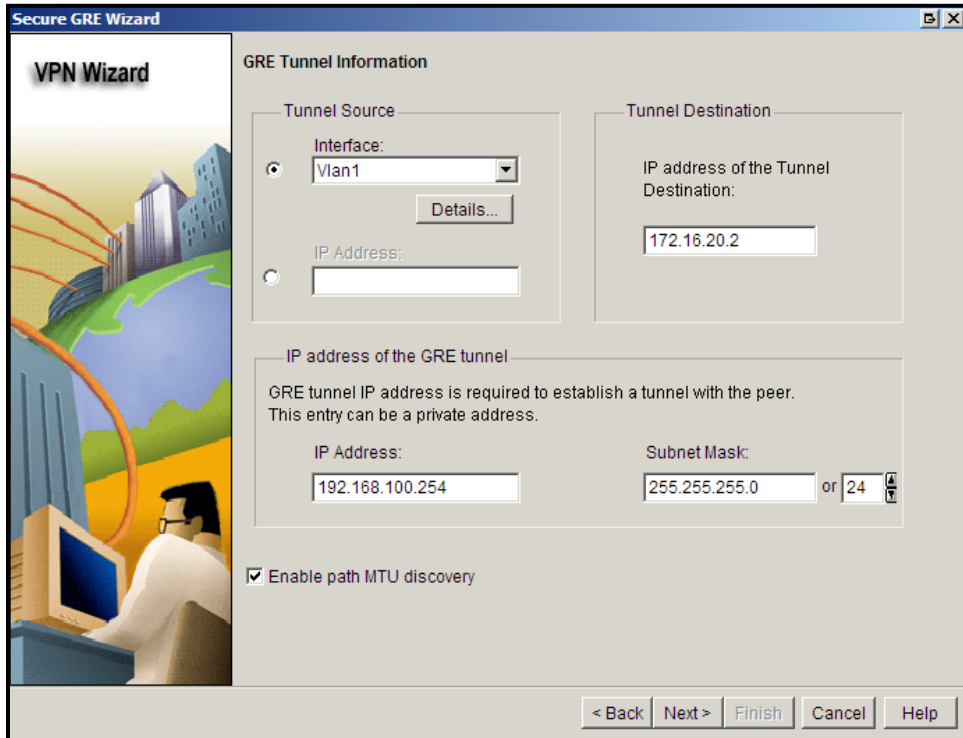 Secure GRE Wizard
VPN Wizard
GRE Tunnel Information
Tunnel Source
Interface:
Vlan1
Details...
IP Address:
Tunnel Destination
IP address of the Tunnel
Destination:
172.16.20.2
IP address of the GRE tunnel
GRE tunnel IP address is required to establish a tunnel with the peer.
This entry can be a private address.
IP Address:
192.168.100.254
Subnet Mask:
255.255.255.0 or 24
Enable path MTU discovery
< Back Next > Finish Cancel Help